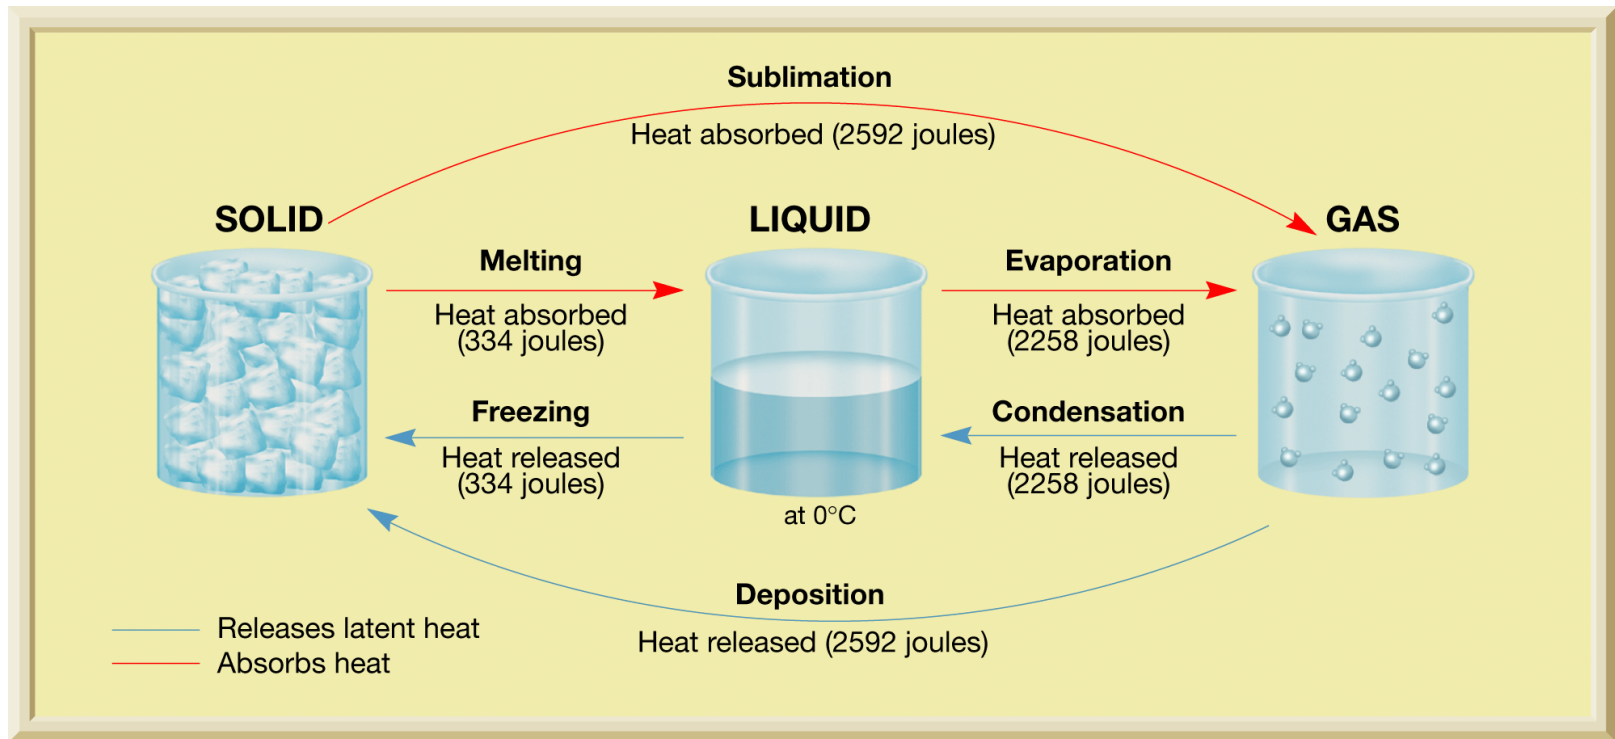 Sublimation
Heat absorbed (2592 joules)
SOLID
LIQUID
GAS
Melting
Heat absorbed
(334 joules)
Evaporation
Heat absorbed
(2258 joules)
Freezing
Heat released
(334 joules)
Condensation
Heat released
(2258 joules)
at 0°C
Deposition
Heat released (2592 joules)
Releases latent heat
Absorbs heat